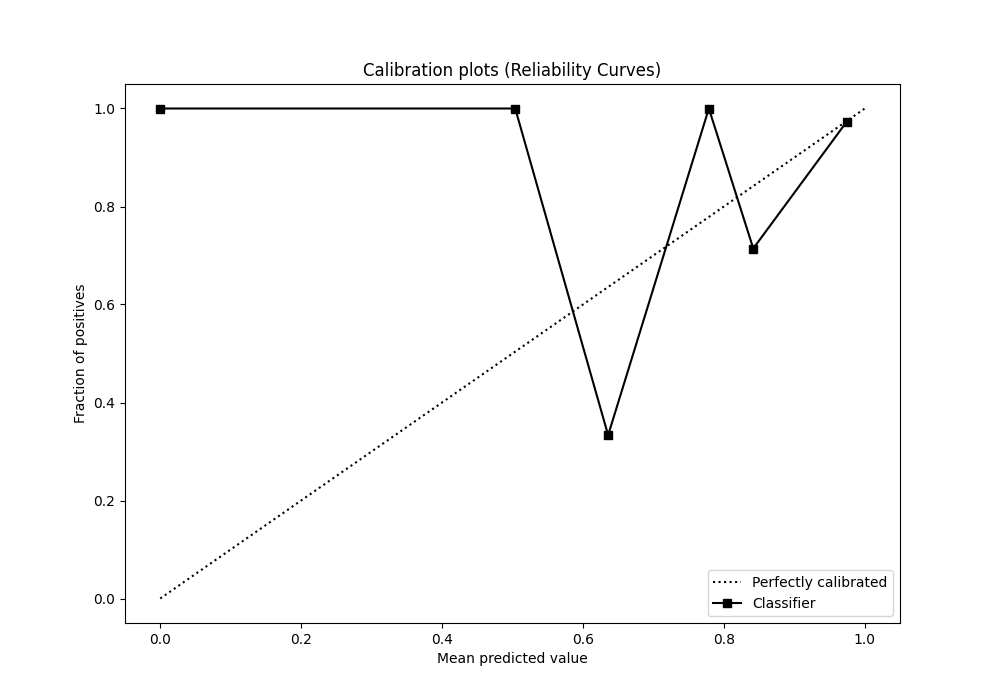 Calibration plots (Reliability Curves)
1.0
0.8
0.6
0.4
0.2
0.0
Fraction of positives
0.0 0.2 0.4 0.6 0.8 1.0
Mean predicted value
Perfectly calibrated
Classifier